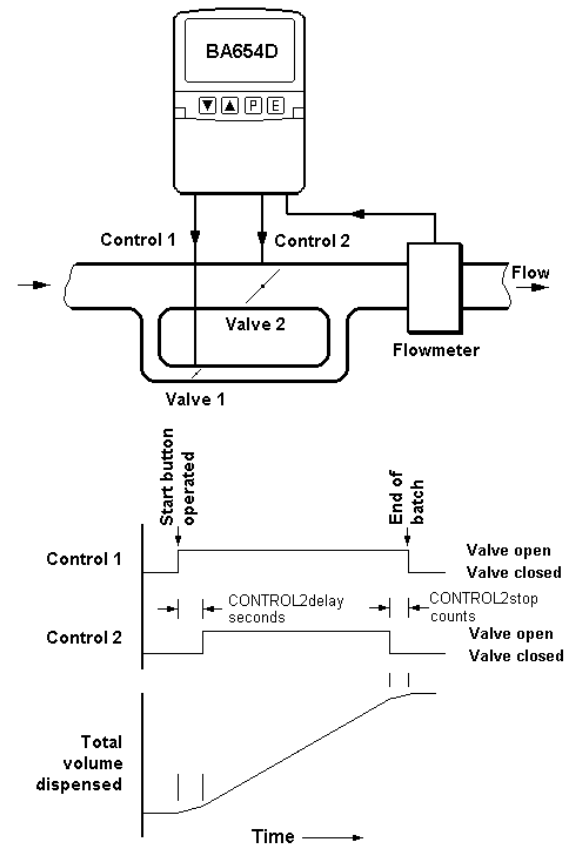 BA654D
P E
Control 1
Control 2
Flow
Valve 2
Flowmeter
Valve 1
Start button
operated
End of
batch
Control 1
Valve open
Valve closed
CONTROL2delay
seconds
CONTROL2stop
counts
Control 2
Valve open
Valve closed
Total
volume
dispensed
Time